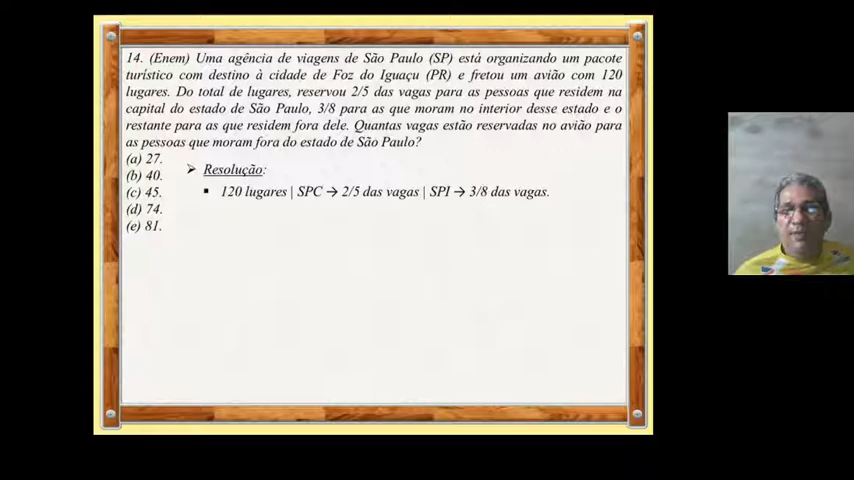 14. (Enem) Uma agência de viagens de São Paulo (SP) está organizando um pacote
turístico com destino à cidade de Foz do Iguaçu (PR) e fretou um avião com 120
lugares. Do total de lugares, reservou 2/5 das vagas para as pessoas que residem na
capital do estado de São Paulo, 3/8 para as que moram no interior desse estado e o
restante para as que residem fora dele. Quantas vagas estão reservadas no avião para
as pessoas que moram fora do estado de São Paulo?
(a) 27.
(b) 40.
(c) 45.
(d) 74.
(e) 81.
➢ Resolução:
▪ 120 lugares | SPC → 2/5 das vagas | SPI → 3/8 das vagas.